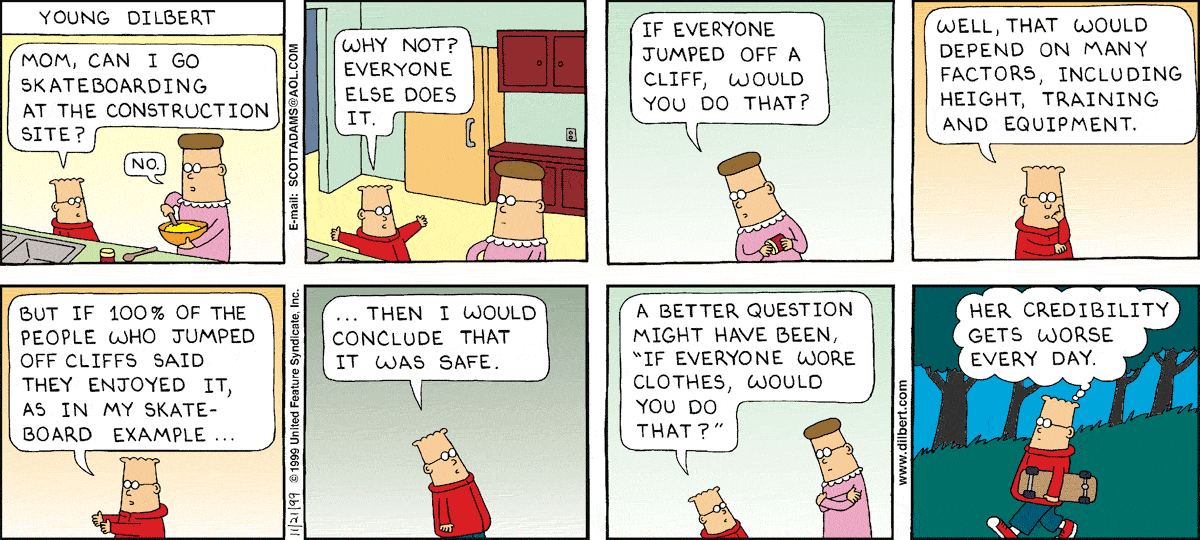 YOUNG DILBERT
MOM, CAN I GO
SKATEBOARDING
AT THE CONSTRUCTION
SITE?
NO.
E-mail: SCOTTADAMS@AOL.COM
WHY NOT?
EVERYONE
ELSE DOES
IT.
IF EVERYONE
JUMPED OFF A
CLIFF, WOULD
YOU DO THAT?
WELL, THAT WOULD
DEPEND ON MANY
FACTORS, INCLUDING
HEIGHT, TRAINING
AND EQUIPMENT.
BUT IF 100% OF THE
PEOPLE WHO JUMPED
OFF CLIFFS SAID
THEY ENJOYED IT,
AS IN MY SKATE-
BOARD EXAMPLE ...
11/21/99 © 1999 United Feature Syndicate, Inc.
... THEN I WOULD
CONCLUDE THAT
IT WAS SAFE.
A BETTER QUESTION
MIGHT HAVE BEEN,
"IF EVERYONE WORE
CLOTHES, WOULD
YOU DO
THAT?"
www.dilbert.com
HER CREDIBILITY
GETS WORSE
EVERY DAY.